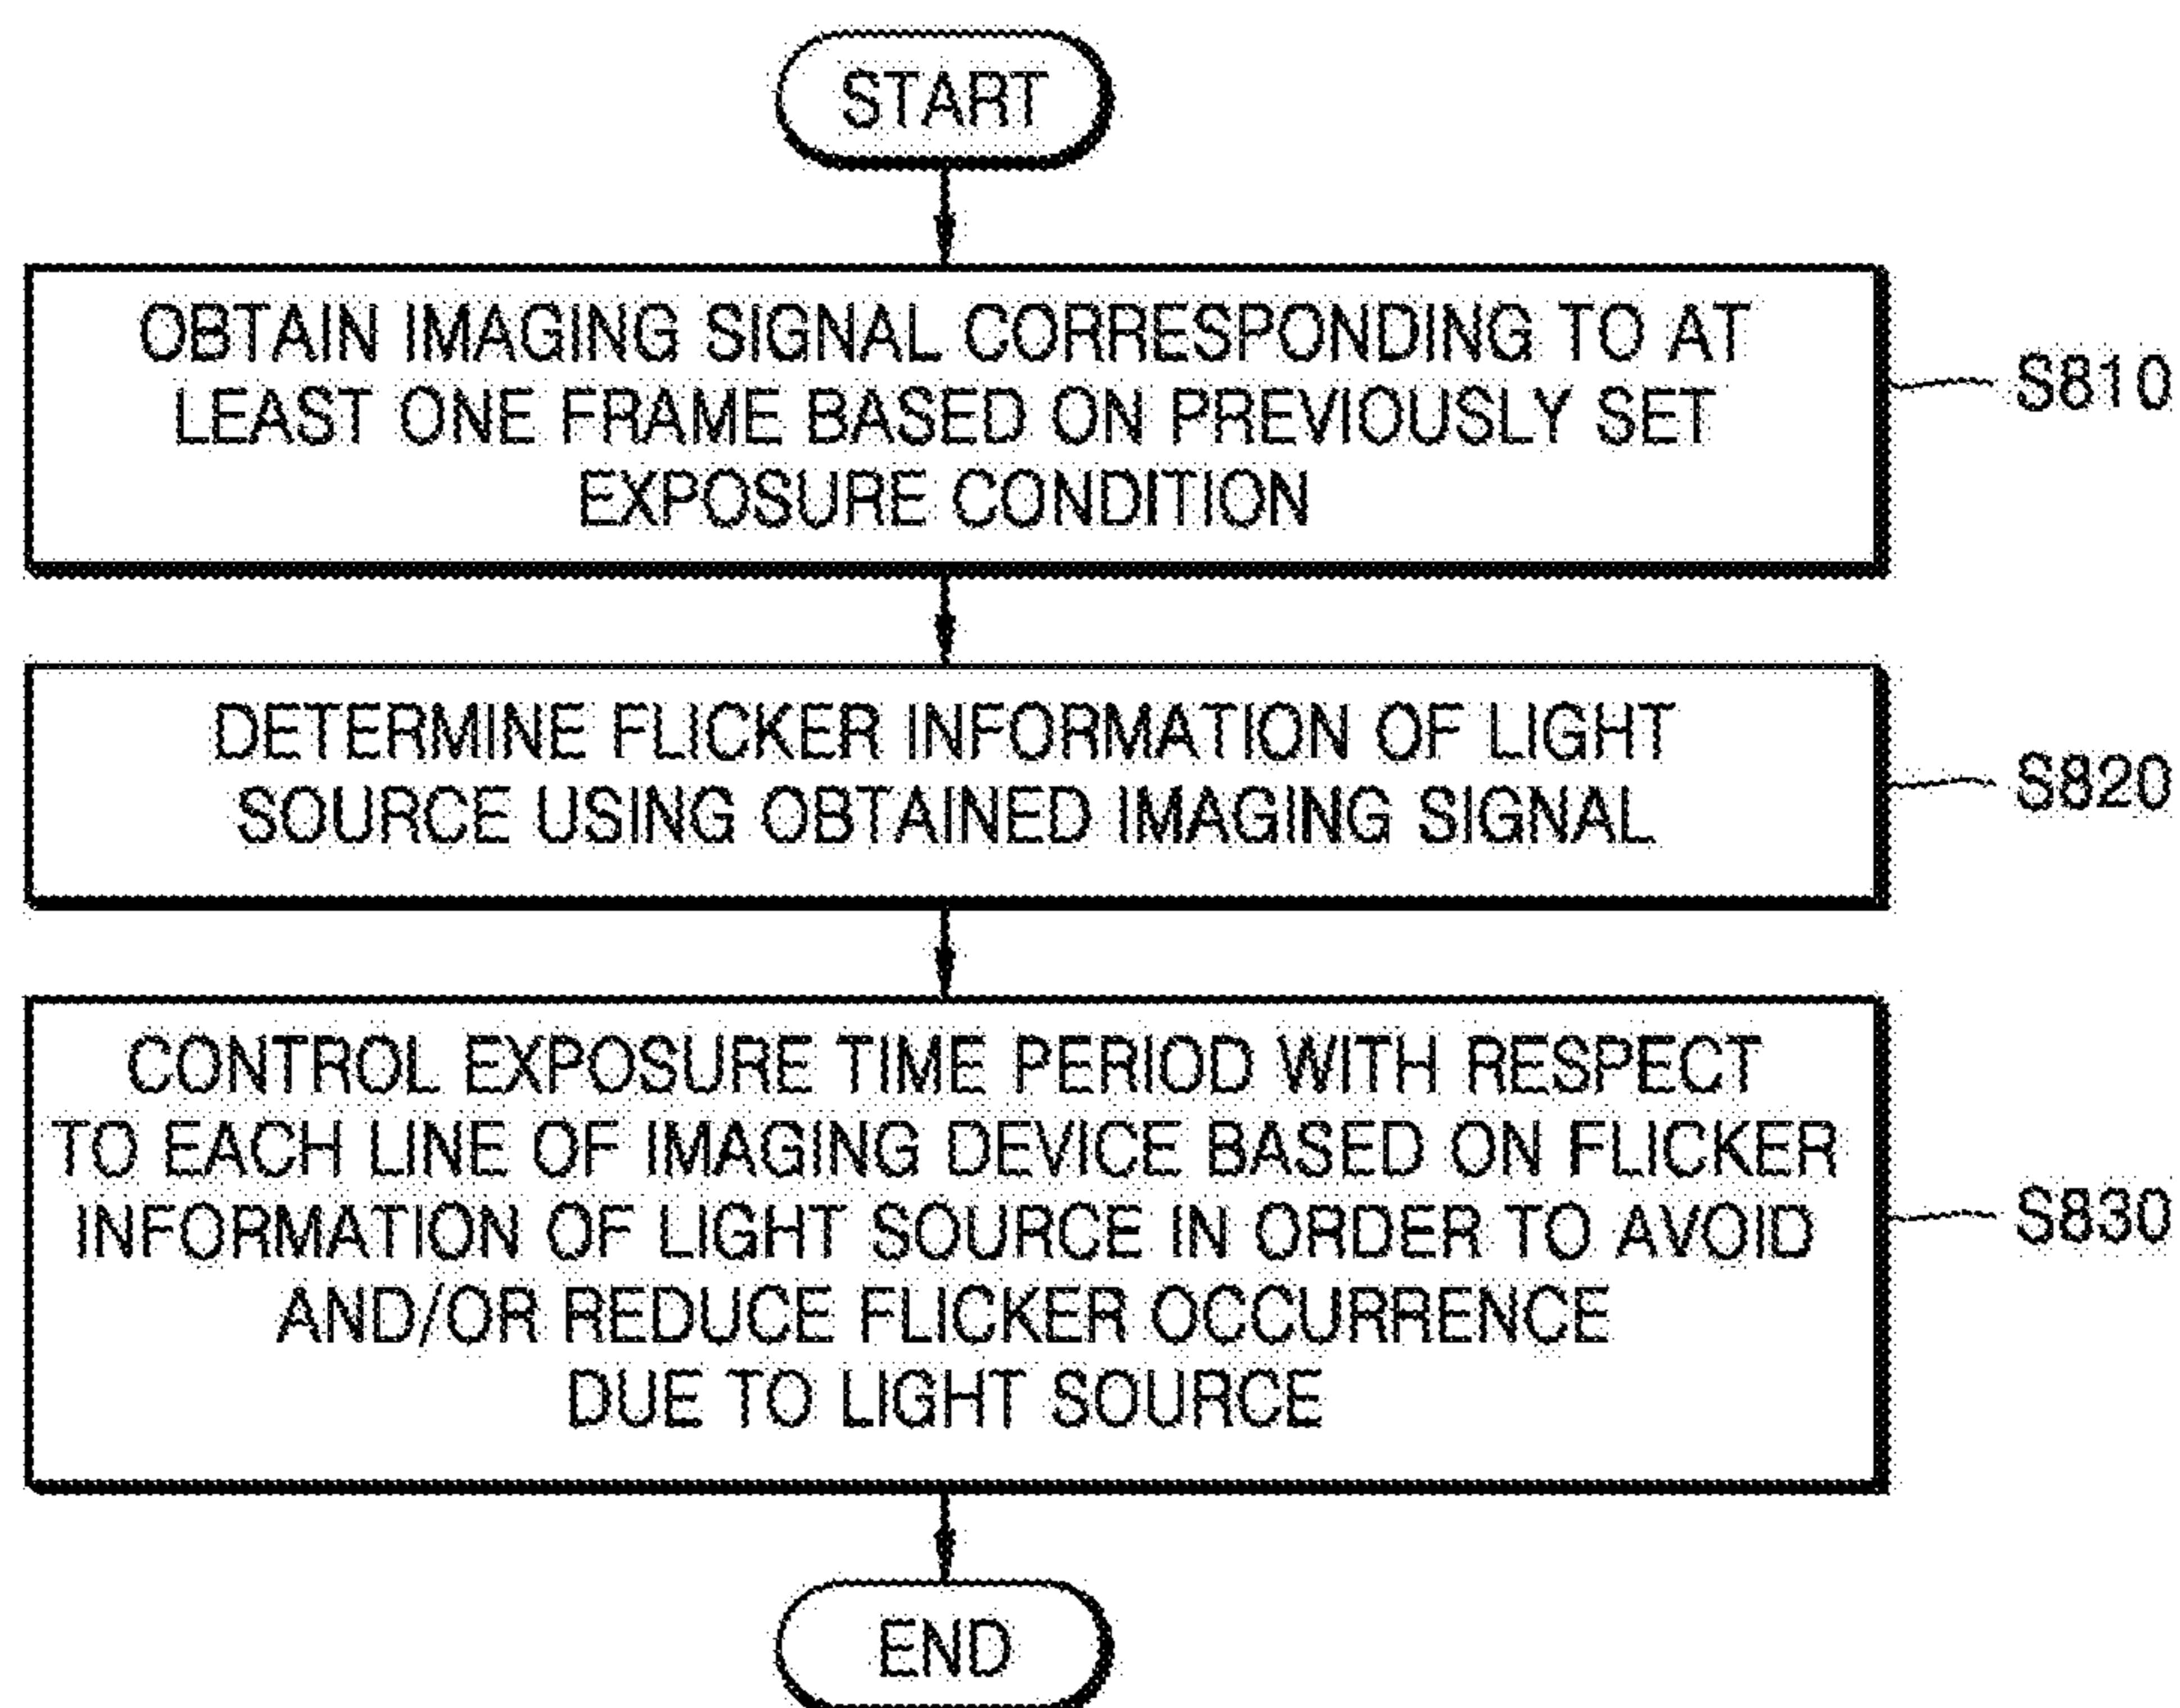 START
OBTAIN IMAGING SIGNAL CORRESPONDING TO AT
LEAST ONE FRAME BASED ON PREVIOUSLY SET
EXPOSURE CONDITION
S810
DETERMINE FLICKER INFORMATION OF LIGHT
SOURCE USING OBTAINED IMAGING SIGNAL
S820
CONTROL EXPOSURE TIME PERIOD WITH RESPECT
TO EACH LINE OF IMAGING DEVICE BASED ON FLICKER
INFORMATION OF LIGHT SOURCE IN ORDER TO AVOID
AND/OR REDUCE FLICKER OCCURRENCE
DUE TO LIGHT SOURCE
S830
END